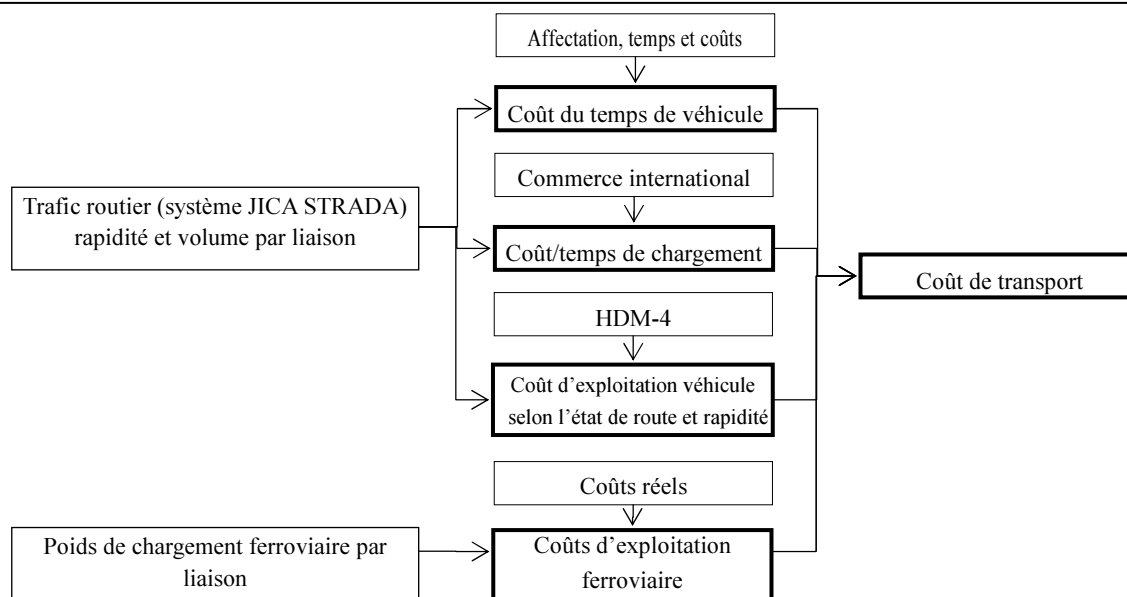 Affectation, temps et coûts
Coût du temps de véhicule
Commerce international
Trafic routier (système JICA STRADA)
rapidité et volume par liaison
Coût/temps de chargement
Coût de transport
HDM-4
Coût d’exploitation véhicule
selon l’état de route et rapidité
Coûts réels
Poids de chargement ferroviaire par
liaison
Coûts d’exploitation
ferroviaire